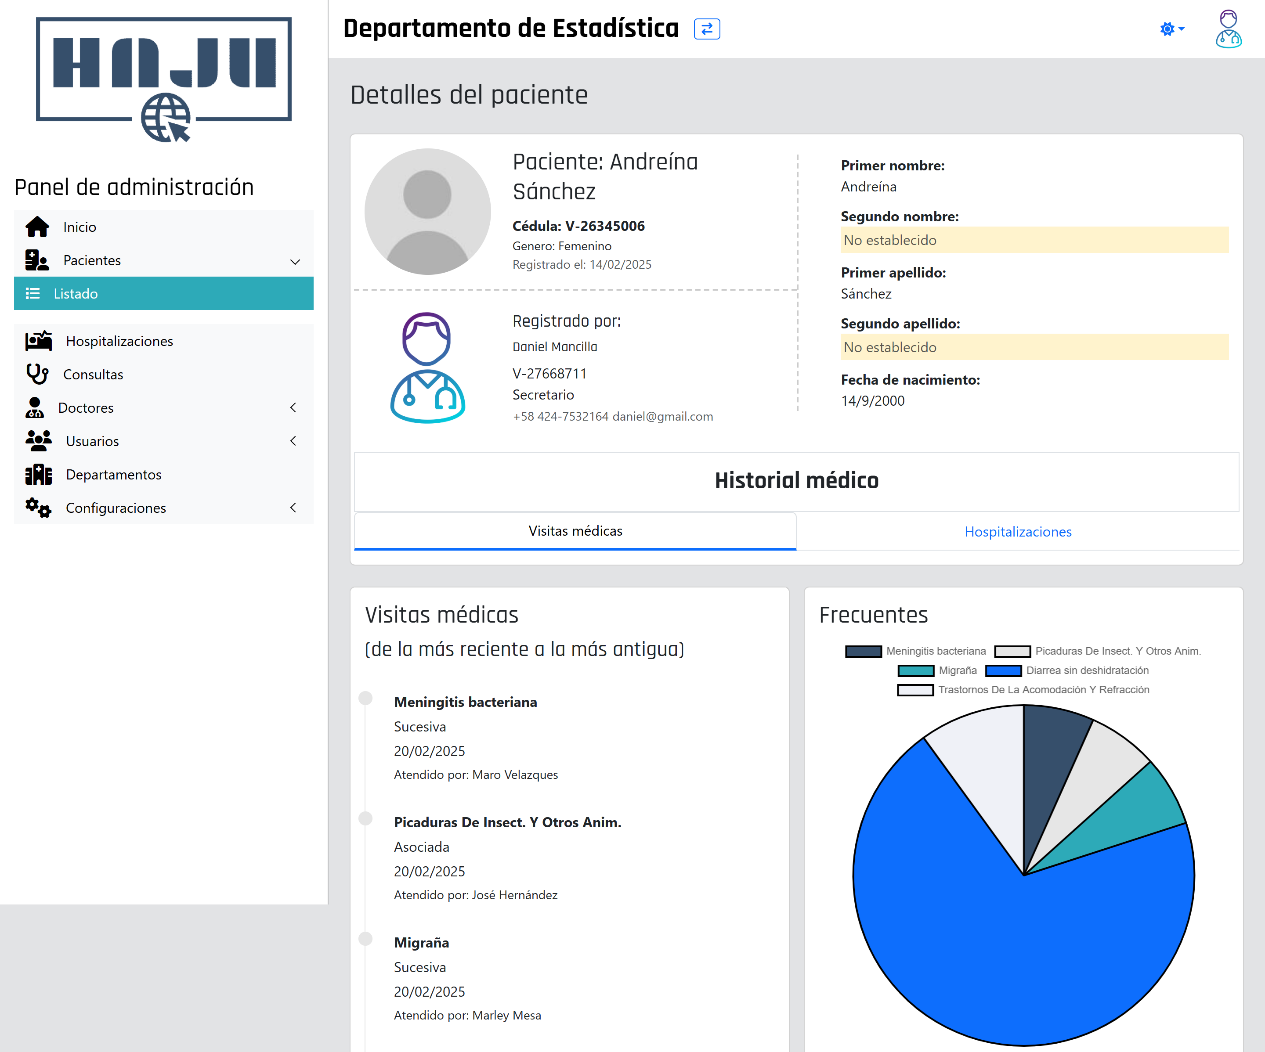 HAJU
Panel de administración
Inicio
Pacientes
Listado
Hospitalizaciones
Consultas
Doctores
Usuarios
Departamentos
Configuraciones
Departamento de Estadística
Detalles del paciente
Paciente: Andreína
Sánchez
Cédula: V-26345006
Genero: Femenino
Registrado el: 14/02/2025
Registrado por:
Daniel Mancilla
V-27668711
Secretario
+58 424-7532164 daniel@gmail.com
Primer nombre:
Andreína
Segundo nombre:
No establecido
Primer apellido:
Sánchez
Segundo apellido:
No establecido
Fecha de nacimiento:
14/9/2000
Historial médico
Visitas médicas
Hospitalizaciones
Visitas médicas
(de la más reciente a la más antigua)
Meningitis bacteriana
Sucesiva
20/02/2025
Atendido por: Maro Velazques
Picaduras De Insect. Y Otros Anim.
Asociada
20/02/2025
Atendido por: José Hernández
Migraña
Sucesiva
20/02/2025
Atendido por: Marley Mesa
Frecuentes
Meningitis bacteriana Picaduras De Insect. Y Otros Anim.
Migraña Diarrea sin deshidratación
Trastornos De La Acomodación Y Refracción